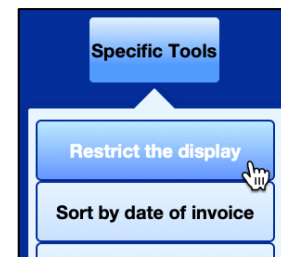 Specific Tools
Restrict the display
Sort by date of invoice